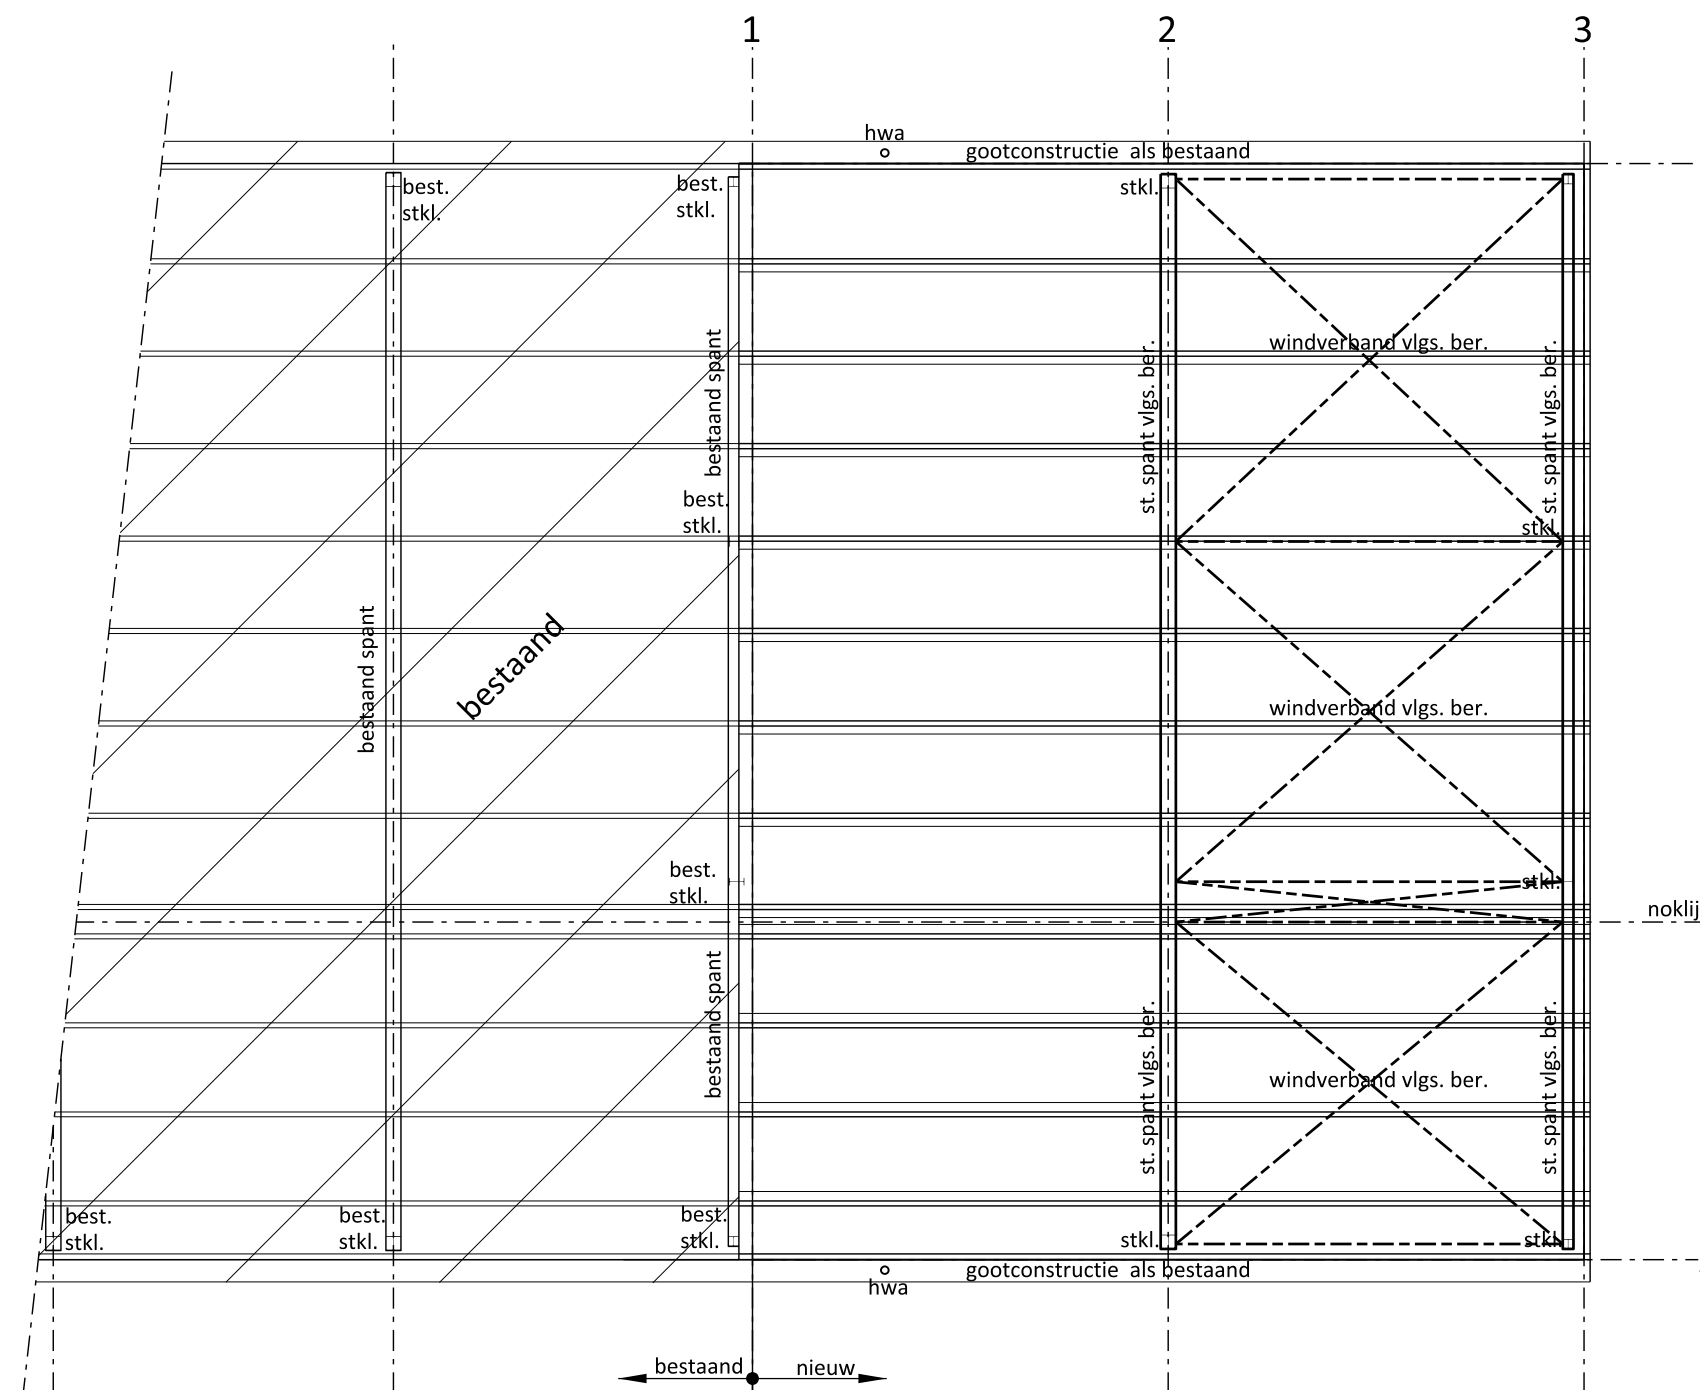 1
2
3
hwa
gootconstructie als bestaand
best.
stkl.
best.
stkl.
stkl.
bestaand spant
windverband vlgs. ber.
st. spant vlgs. ber.
st. spant vlgs. ber.
best.
stkl.
stkl.
bestaand spant
bestaand
windverband vlgs. ber.
best.
stkl.
stkl.
noklij
bestaand spant
st. spant vlgs. ber.
st. spant vlgs. ber.
windverband vlgs. ber.
best.
stkl.
best.
stkl.
best.
stkl.
stkl.
stkl.
gootconstructie als bestaand
hwa
bestaand
nieuw